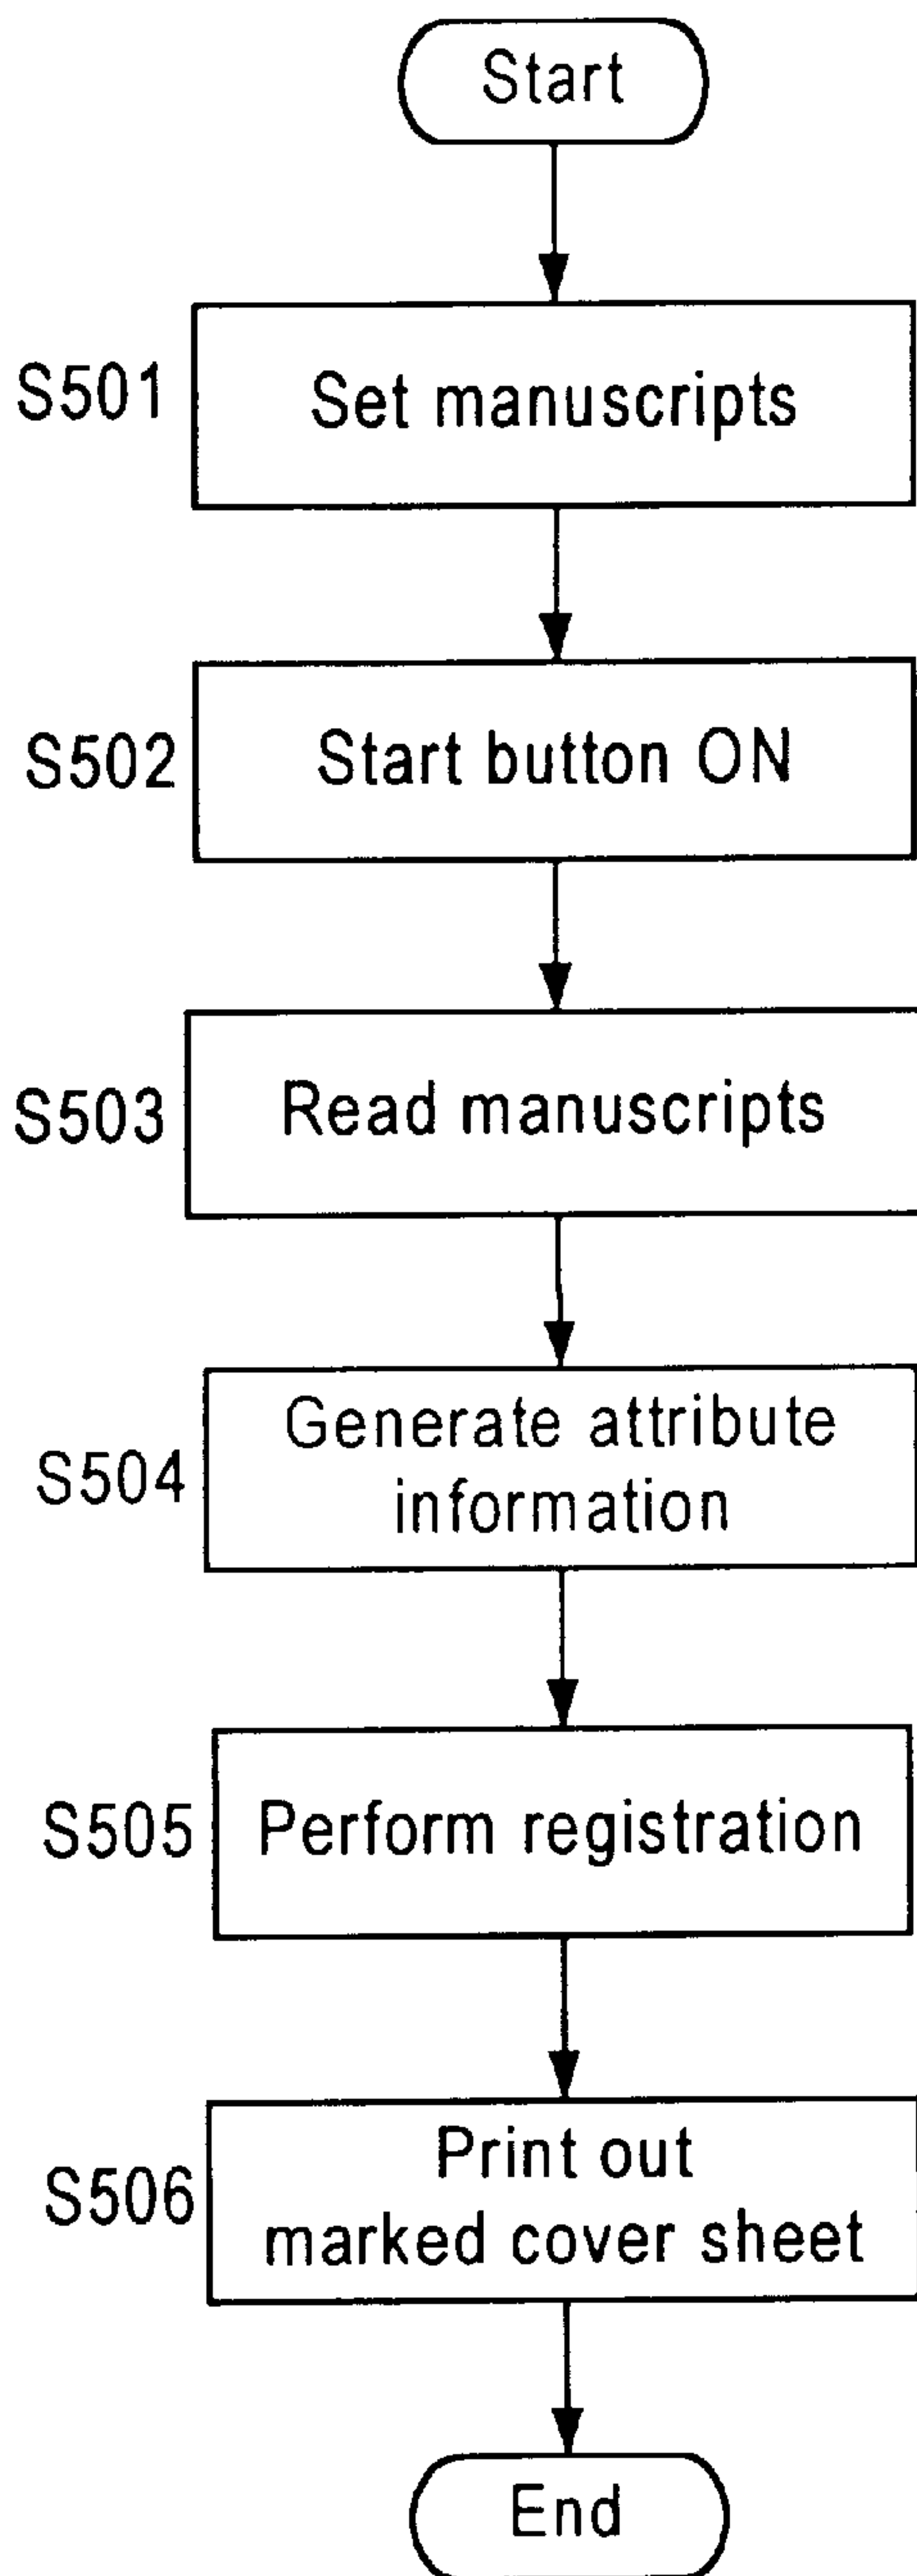 Start
S501
Set manuscripts
S502
Start button ON
S503
Read manuscripts
S504
Generate attribute
information
S505
Perform registration
S506
Print out
marked cover sheet
End